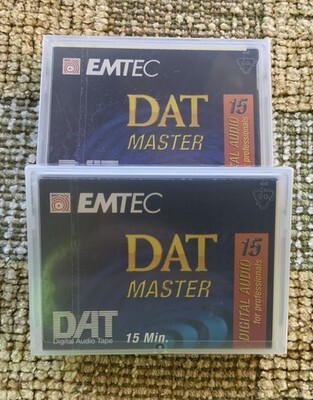 EMTEC
DAT
MASTER
15
DIGITAL AUDIO
for professionals
EMTEC
DAT
MASTER
15
DIGITAL AUDIO
for professionals
DAT
Digital Audio Tape
15 Min.